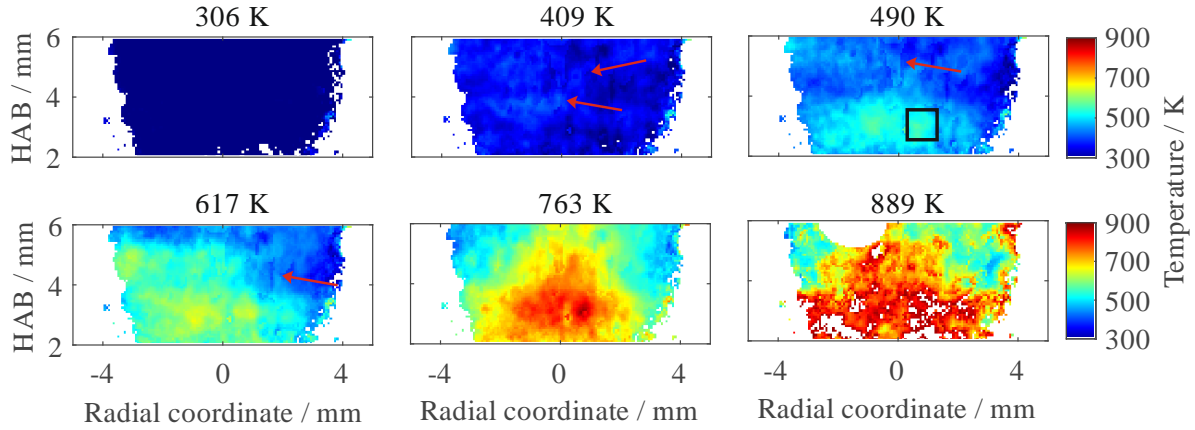 306 K
409 K
490 K
6
4
2
HAB / mm
900
700
500
300
617 K
763 K
889 K
Temperature / K
6
4
2
HAB / mm
900
700
500
300
-4 0 4
-4 0 4
-4 0 4
Radial coordinate / mm
Radial coordinate / mm
Radial coordinate / mm